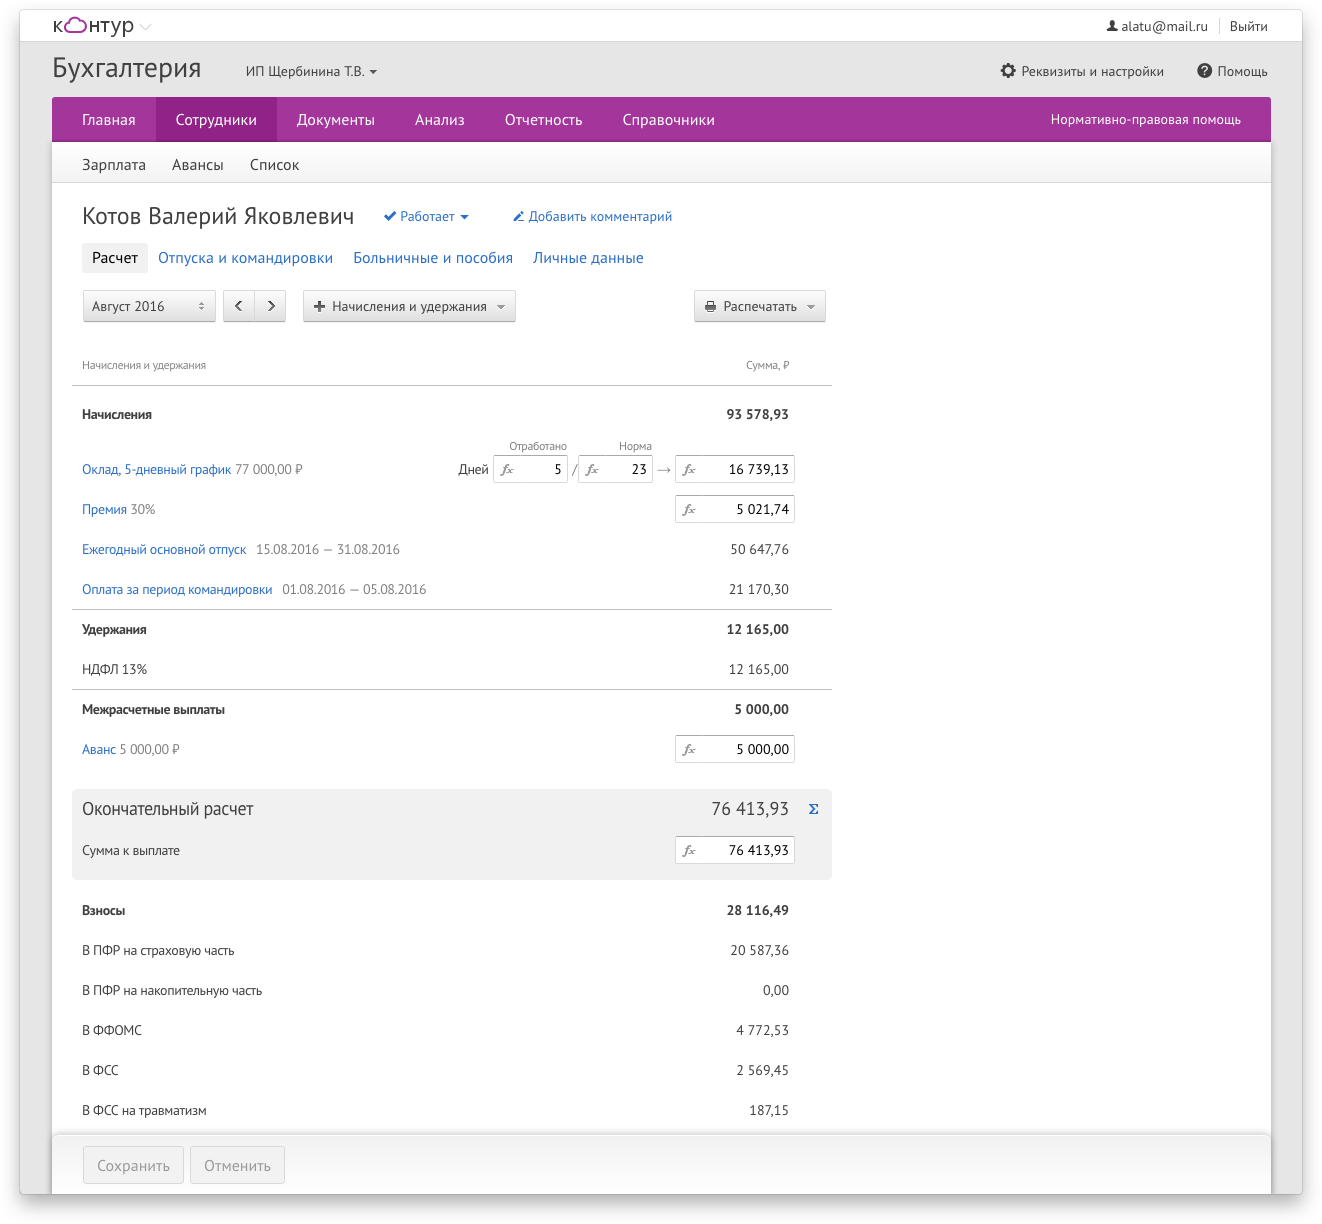 контур
alatu@mail.ru Выйти
Бухгалтерия ИП Щербинина Т.В. Реквизиты и настройки Помощь
Главная Сотрудники Документы Анализ Отчетность Справочники Нормативно-правовая помощь
Зарплата Авансы Список
Котов Валерий Яковлевич Работает Добавить комментарий
Расчет Отпуска и командировки Больничные и пособия Личные данные
Август 2016 Начисления и удержания Распечатать
Начисления и удержания Сумма, ₽
Начисления 93 578,93
Отработано Норма
Оклад, 5-дневный график 77 000,00 ₽ Дней fx 5 / fx 23 → fx 16 739,13
Премия 30% fx 5 021,74
Ежегодный основной отпуск 15.08.2016 — 31.08.2016 50 647,76
Оплата за период командировки 01.08.2016 — 05.08.2016 21 170,30
Удержания 12 165,00
НДФЛ 13% 12 165,00
Межрасчетные выплаты 5 000,00
Аванс 5 000,00 ₽ fx 5 000,00
Окончательный расчет 76 413,93 Σ
Сумма к выплате fx 76 413,93
Взносы 28 116,49
В ПФР на страховую часть 20 587,36
В ПФР на накопительную часть 0,00
В ФФОМС 4 772,53
В ФСС 2 569,45
В ФСС на травматизм 187,15
Сохранить Отменить